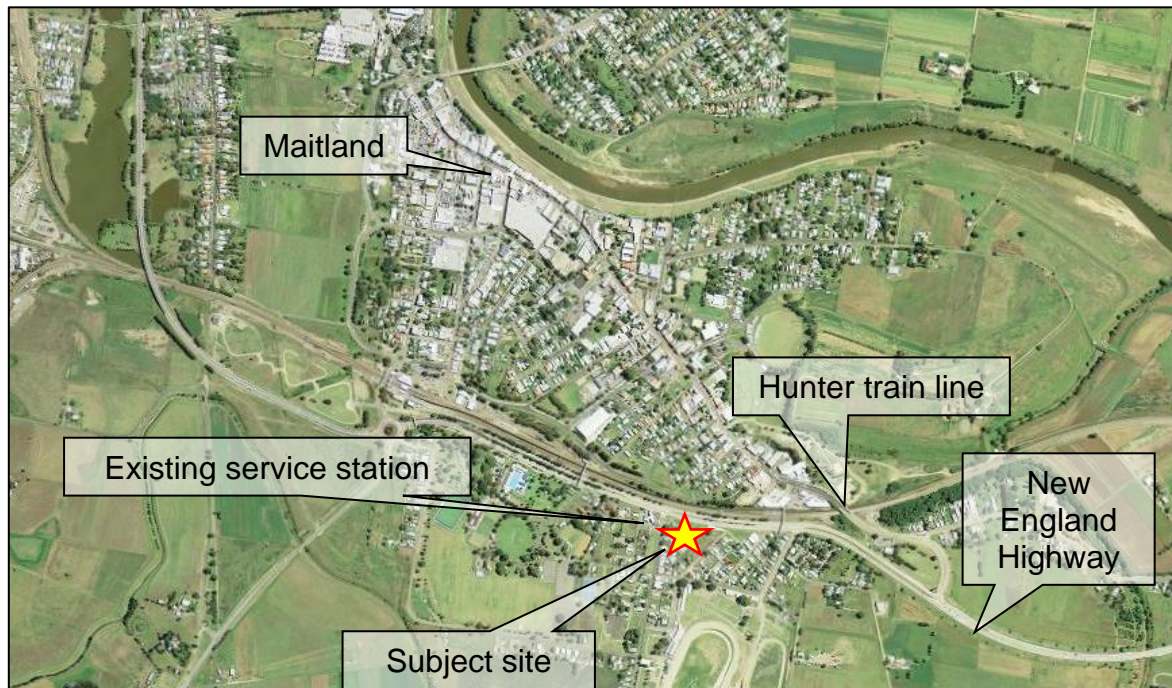 Maitland
Hunter train line
Existing service station
New
England
Highway
Subject site